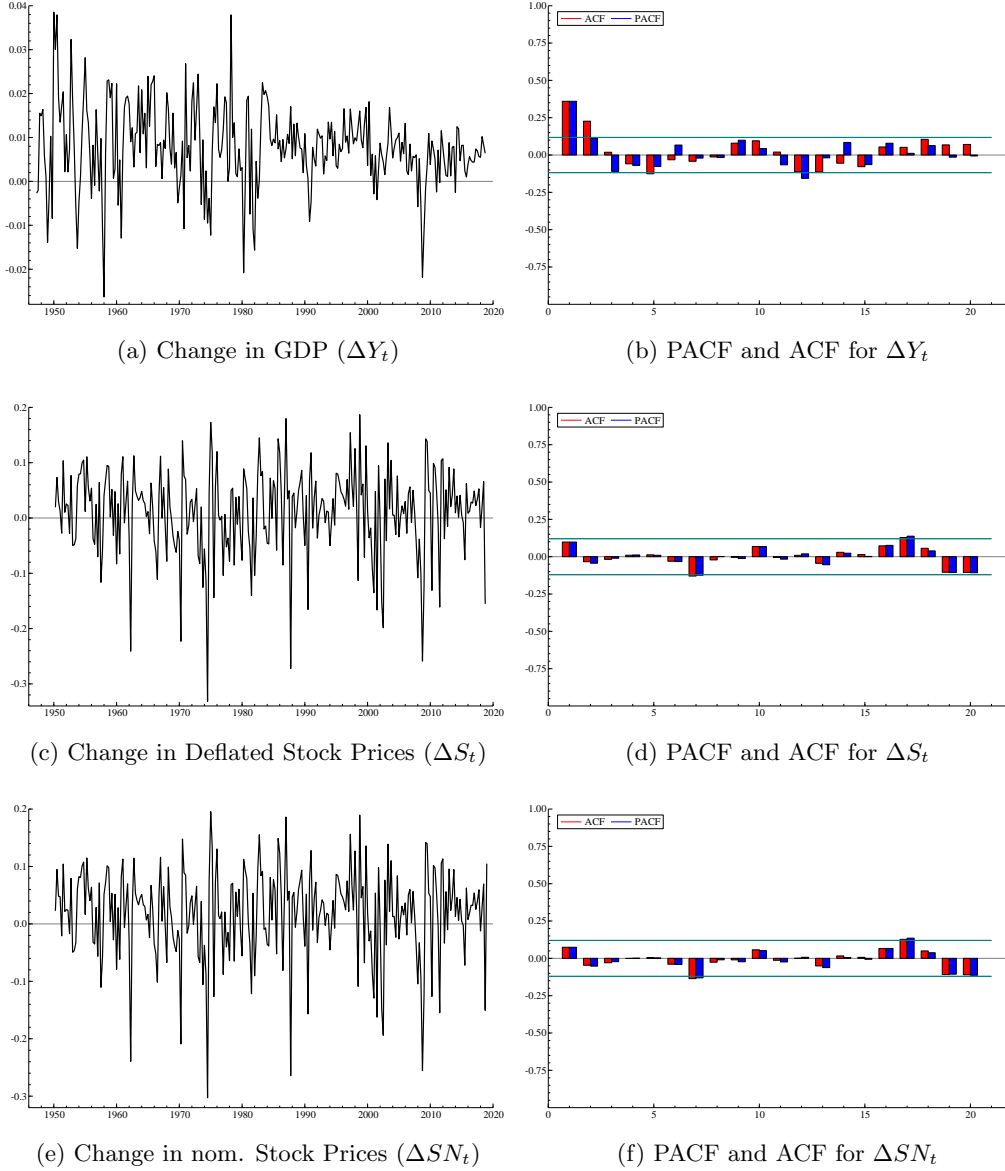 0.04
0.03
0.02
0.01
0.00
-0.01
-0.02
1950 1960 1970 1980 1990 2000 2010 2020
(a) Change in GDP (ΔY_t)
ACF PACF
1.00
0.75
0.50
0.25
0.00
-0.25
-0.50
-0.75
0 5 10 15 20
(b) PACF and ACF for ΔY_t
0.2
0.1
0.0
-0.1
-0.2
-0.3
1950 1960 1970 1980 1990 2000 2010 2020
(c) Change in Deflated Stock Prices (ΔS_t)
ACF PACF
1.00
0.75
0.50
0.25
0.00
-0.25
-0.50
-0.75
0 5 10 15 20
(d) PACF and ACF for ΔS_t
0.2
0.1
0.0
-0.1
-0.2
-0.3
1950 1960 1970 1980 1990 2000 2010 2020
(e) Change in nom. Stock Prices (ΔSN_t)
ACF PACF
1.00
0.75
0.50
0.25
0.00
-0.25
-0.50
-0.75
0 5 10 15 20
(f) PACF and ACF for ΔSN_t